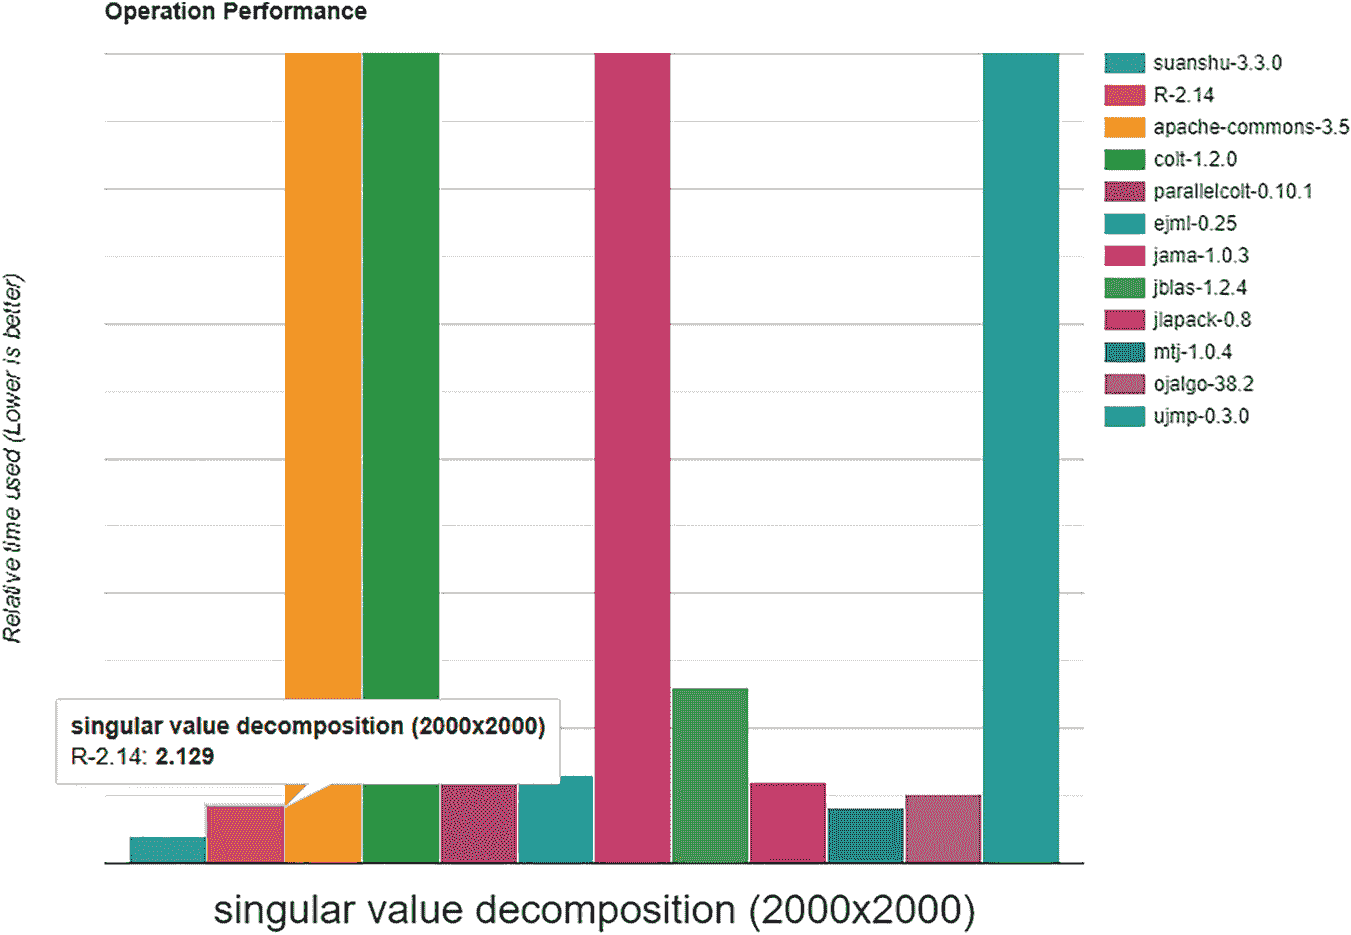 Operation Performance
Relative time used (Lower is better)
suanshu-3.3.0
R-2.14
apache-commons-3.5
colt-1.2.0
parallelcolt-0.10.1
ejml-0.25
jama-1.0.3
jblas-1.2.4
jlapack-0.8
mtj-1.0.4
ojalgo-38.2
ujmp-0.3.0
singular value decomposition (2000x2000)
R-2.14: 2.129
singular value decomposition (2000x2000)